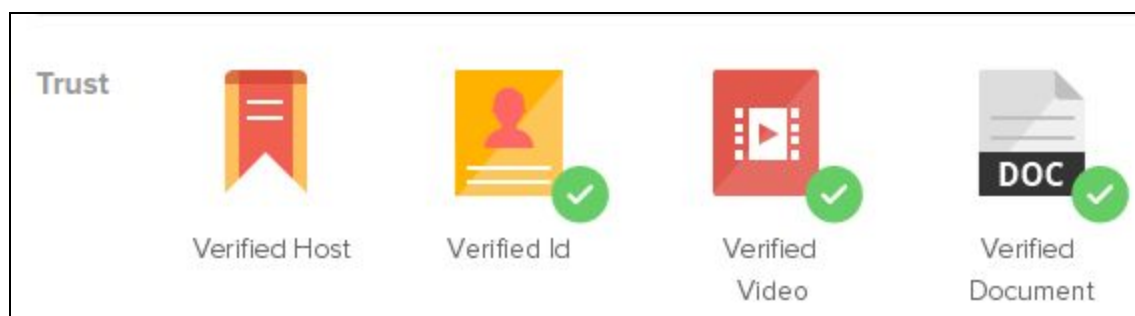 Trust
DOC
Verified Host
Verified Id
Verified
Video
Verified
Document